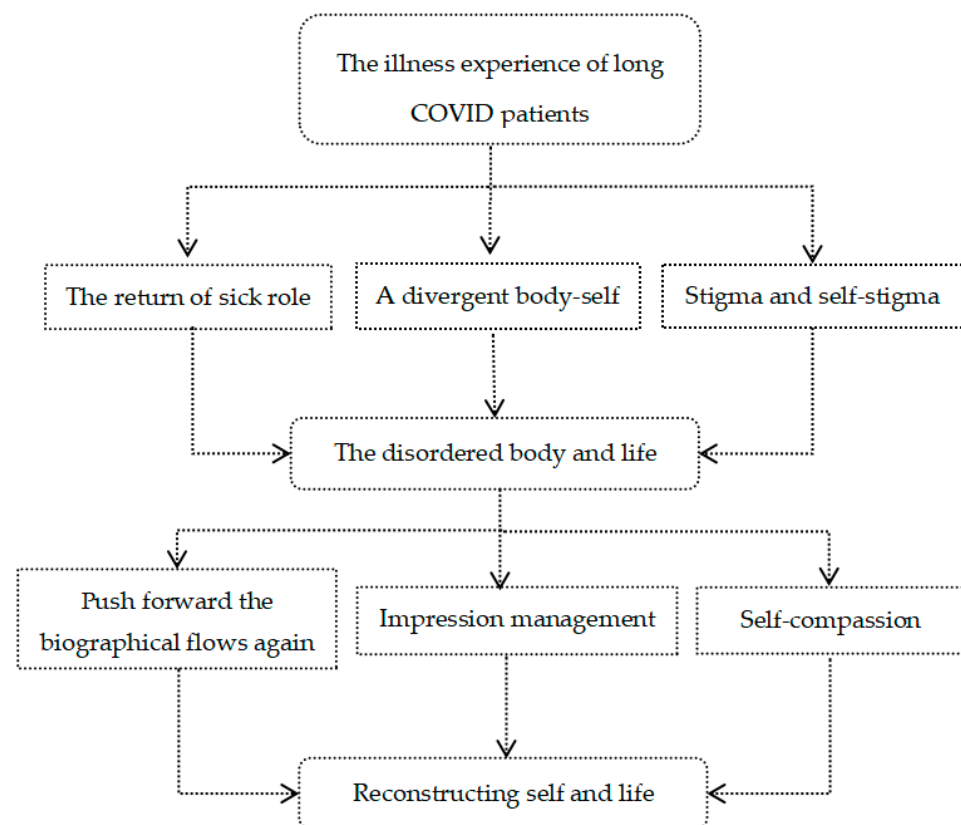 The illness experience of long
COVID patients
The return of sick role
A divergent body-self
Stigma and self-stigma
The disordered body and life
Push forward the
biographical flows again
Impression management
Self-compassion
Reconstructing self and life